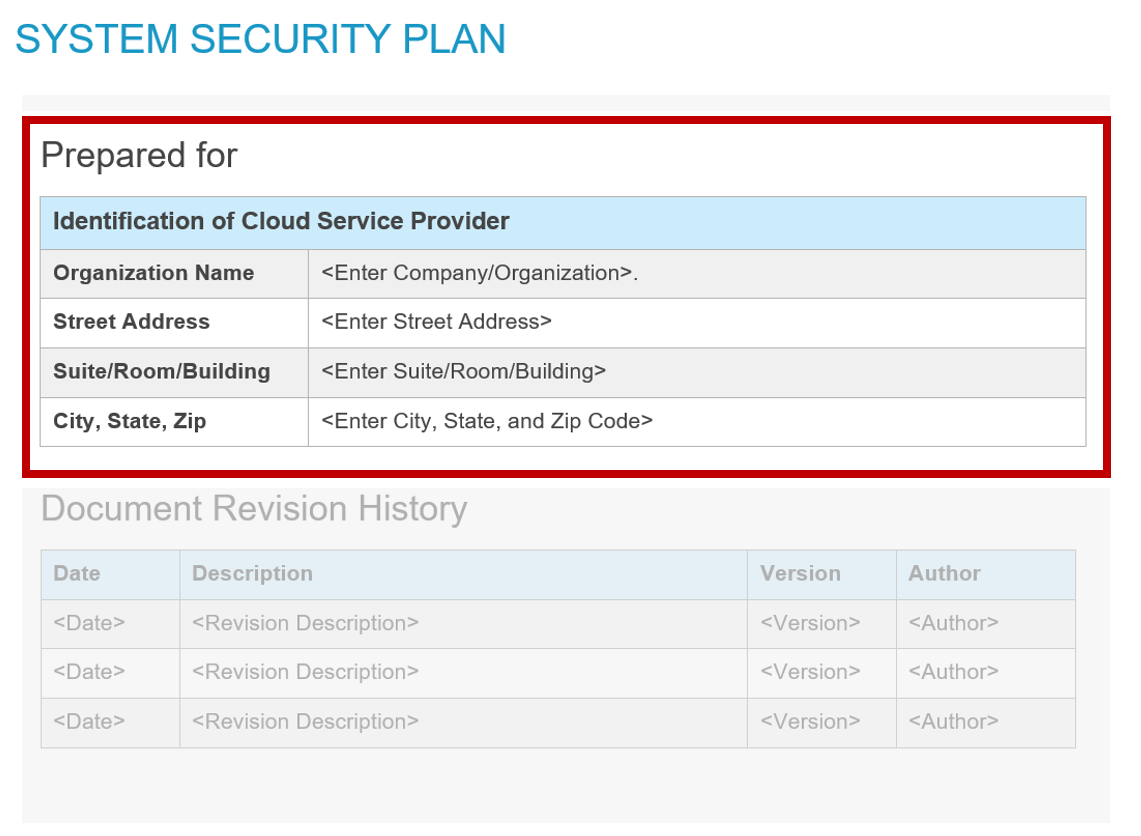 SYSTEM SECURITY PLAN
Prepared for
Identification of Cloud Service Provider
Organization Name <Enter Company/Organization>.
Street Address <Enter Street Address>
Suite/Room/Building <Enter Suite/Room/Building>
City, State, Zip <Enter City, State, and Zip Code>
Document Revision History
Date Description Version Author
<Date> <Revision Description> <Version> <Author>
<Date> <Revision Description> <Version> <Author>
<Date> <Revision Description> <Version> <Author>